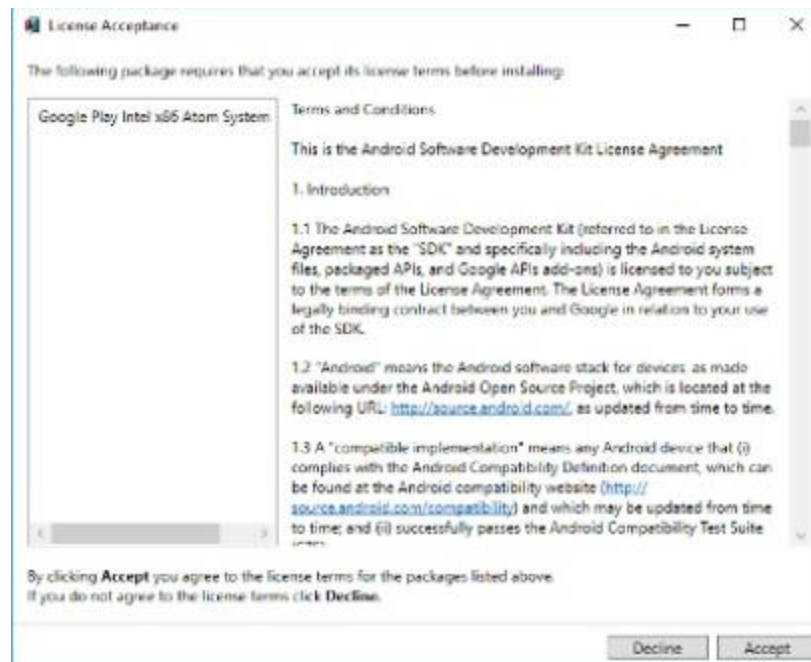 License Acceptance
The following package requires that you accept its license terms before installing:
Google Play Intel x86 Atom System
Terms and Conditions
This is the Android Software Development Kit License Agreement
1. Introduction
1.1 The Android Software Development Kit (referred to in the License
Agreement as the "SDK" and specifically including the Android system
files, packaged APIs, and Google APIs add-ons) is licensed to you subject
to the terms of the License Agreement. The License Agreement forms a
legally binding contract between you and Google in relation to your use
of the SDK.
1.2 "Android" means the Android software stack for devices, as made
available under the Android Open Source Project, which is located at the
following URL: http://source.android.com/, as updated from time to time.
1.3 A "compatible implementation" means any Android device that (i)
complies with the Android Compatibility Definition document, which can
be found at the Android compatibility website (http://
source.android.com/compatibility) and which may be updated from time
to time; and (ii) successfully passes the Android Compatibility Test Suite
By clicking Accept you agree to the license terms for the packages listed above.
If you do not agree to the license terms click Decline.
Decline
Accept